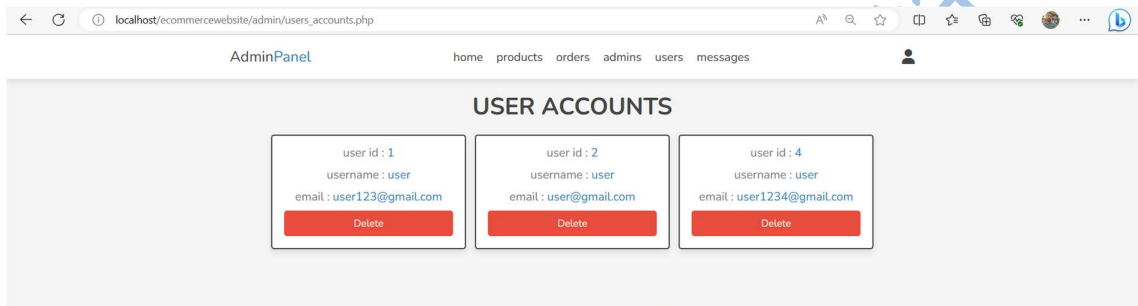 localhost/ecommercewebsite/admin/users_accounts.php
AdminPanel home products orders admins users messages
USER ACCOUNTS
user id : 1
username : user
email : user123@gmail.com
Delete
user id : 2
username : user
email : user@gmail.com
Delete
user id : 4
username : user
email : user1234@gmail.com
Delete